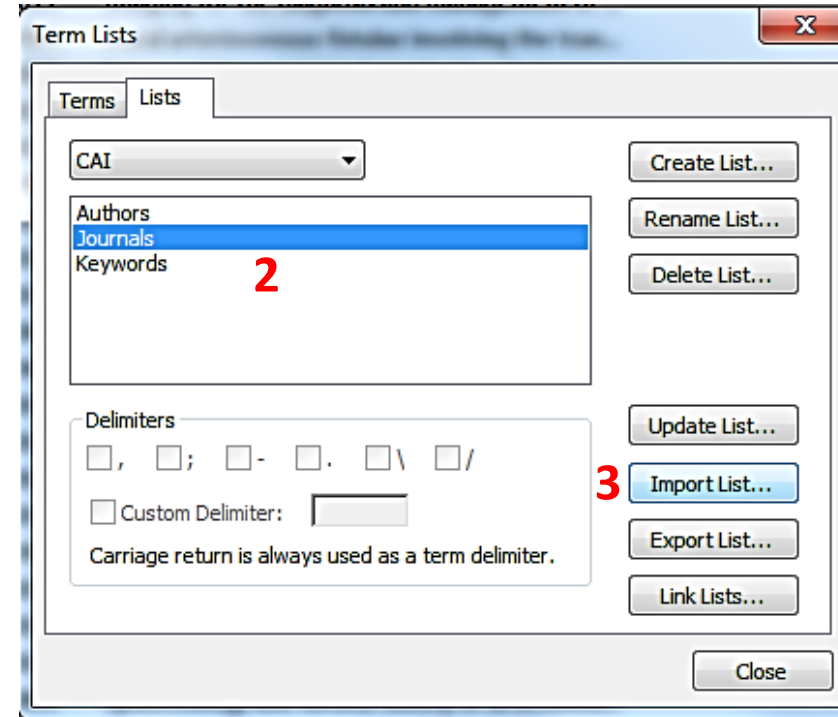 Term Lists
Terms Lists
CAI
Create List...
Authors
Journals
Keywords
2
Rename List...
Delete List...
Delimiters
, ; - . \ /
Custom Delimiter:
Carriage return is always used as a term delimiter.
Update List...
3 Import List...
Export List...
Link Lists...
Close